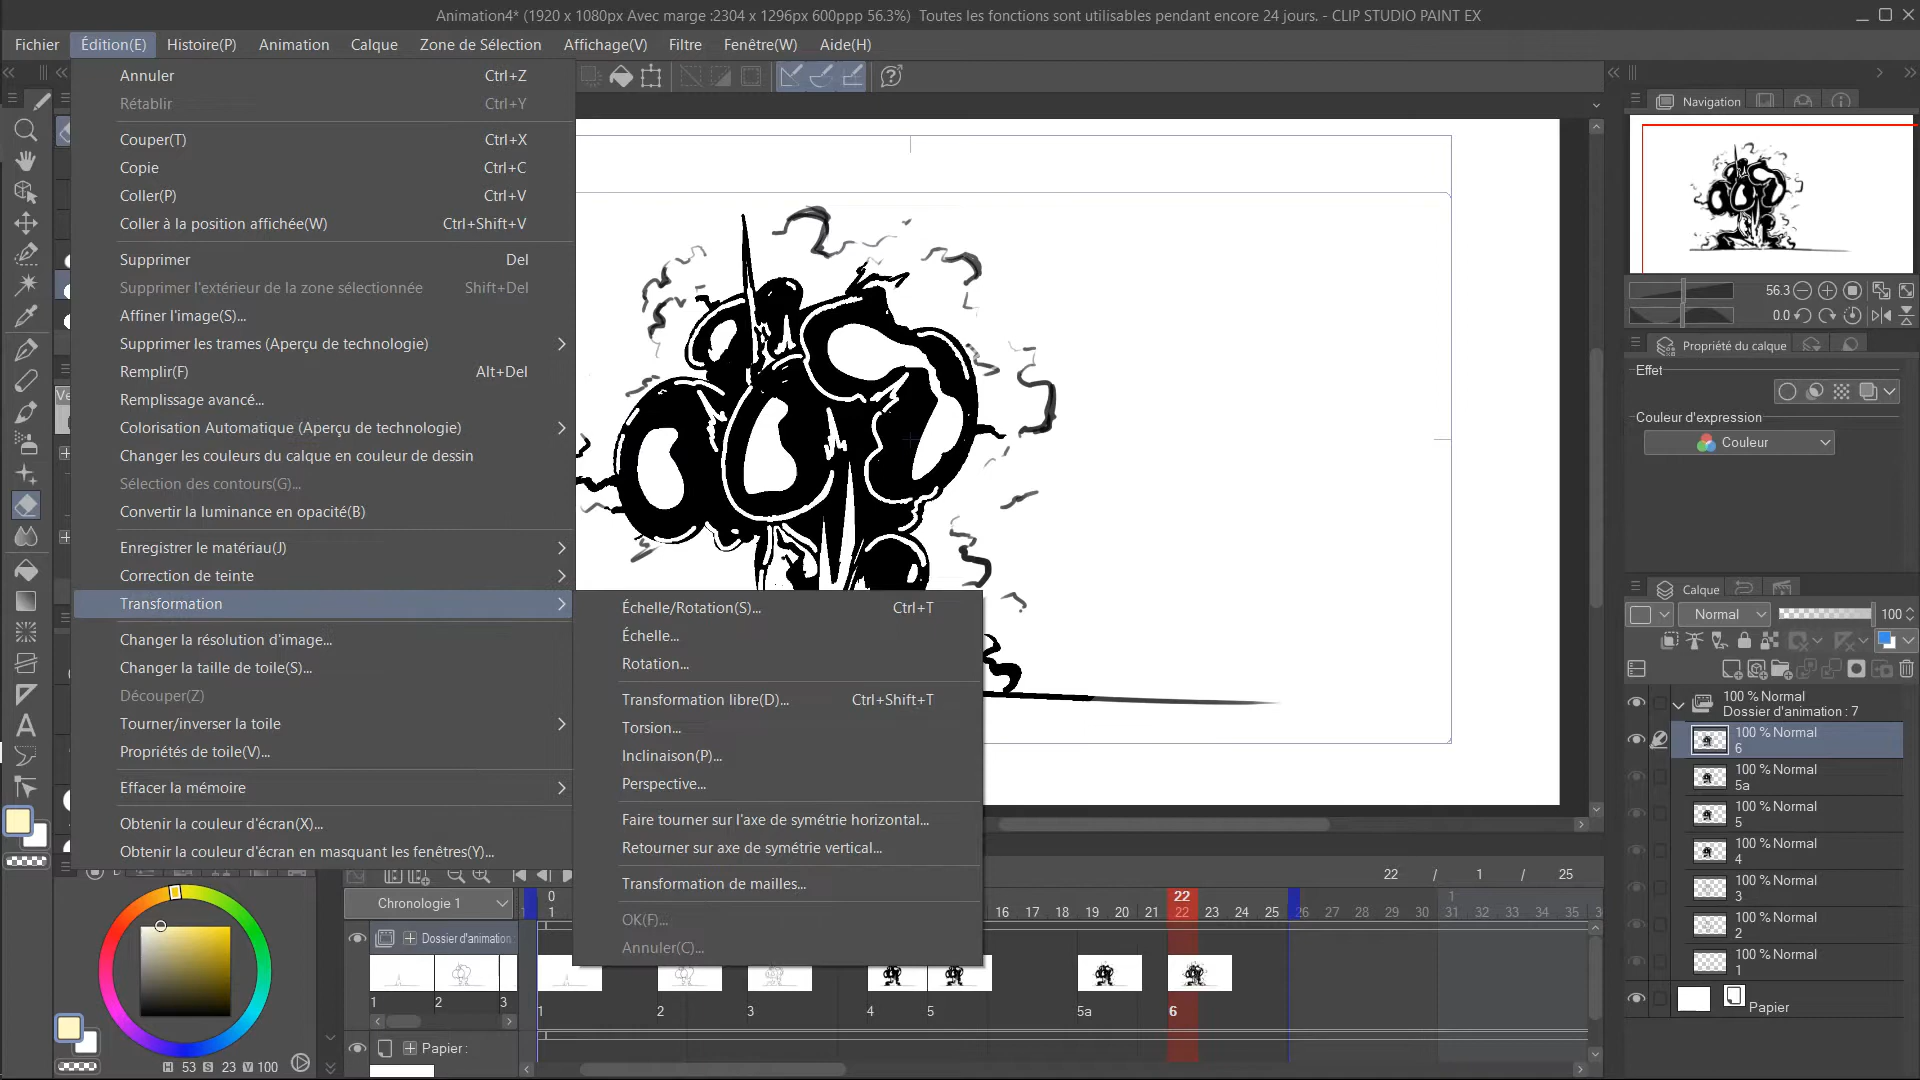 Animation4* (1920 x 1080px Avec marge :2304 x 1296px 600ppp 56.3%)  Toutes les fonctions sont utilisables pendant encore 24 jours. - CLIP STUDIO PAINT EX
Fichier Édition(E) Histoire(P) Animation Calque Zone de Sélection Affichage(V) Filtre Fenêtre(W) Aide(H)
Annuler Ctrl+Z
Rétablir Ctrl+Y
Couper(T) Ctrl+X
Copie Ctrl+C
Coller(P) Ctrl+V
Coller à la position affichée(W) Ctrl+Shift+V
Supprimer Del
Supprimer l'extérieur de la zone sélectionnée Shift+Del
Affiner l'image(S)...
Supprimer les trames (Aperçu de technologie)
Remplir(F) Alt+Del
Remplissage avancé...
Colorisation Automatique (Aperçu de technologie)
Changer les couleurs du calque en couleur de dessin
Sélection des contours(G)...
Convertir la luminance en opacité(B)
Enregistrer le matériau(J)
Correction de teinte
Transformation
Changer la résolution d'image...
Changer la taille de toile(S)...
Découper(Z)
Tourner/inverser la toile
Propriétés de toile(V)...
Effacer la mémoire
Obtenir la couleur d'écran(X)...
Obtenir la couleur d'écran en masquant les fenêtres(Y)...
Échelle/Rotation(S)... Ctrl+T
Échelle...
Rotation...
Transformation libre(D)... Ctrl+Shift+T
Torsion...
Inclinaison(P)...
Perspective...
Faire tourner sur l'axe de symétrie horizontal...
Retourner sur axe de symétrie vertical...
Transformation de mailles...
OK(F)...
Annuler(C)...
Navigation
56.3
0.0
Propriété du calque
Effet
Couleur d'expression
Couleur
Calque
Normal 100
100 % Normal
Dossier d'animation : 7
100 % Normal
6
100 % Normal
5a
100 % Normal
5
100 % Normal
4
100 % Normal
3
100 % Normal
2
100 % Normal
1
Papier
22 / 1 / 25
Chronologie 1
0 22 1
1 16 17 18 19 20 21 22 23 24 25 26 27 28 29 30 31 32 33 34 35 3
Dossier d'animation
1 2 3
1 2 3 4 5 5a 6
Papier :
H 53 S 23 V 100